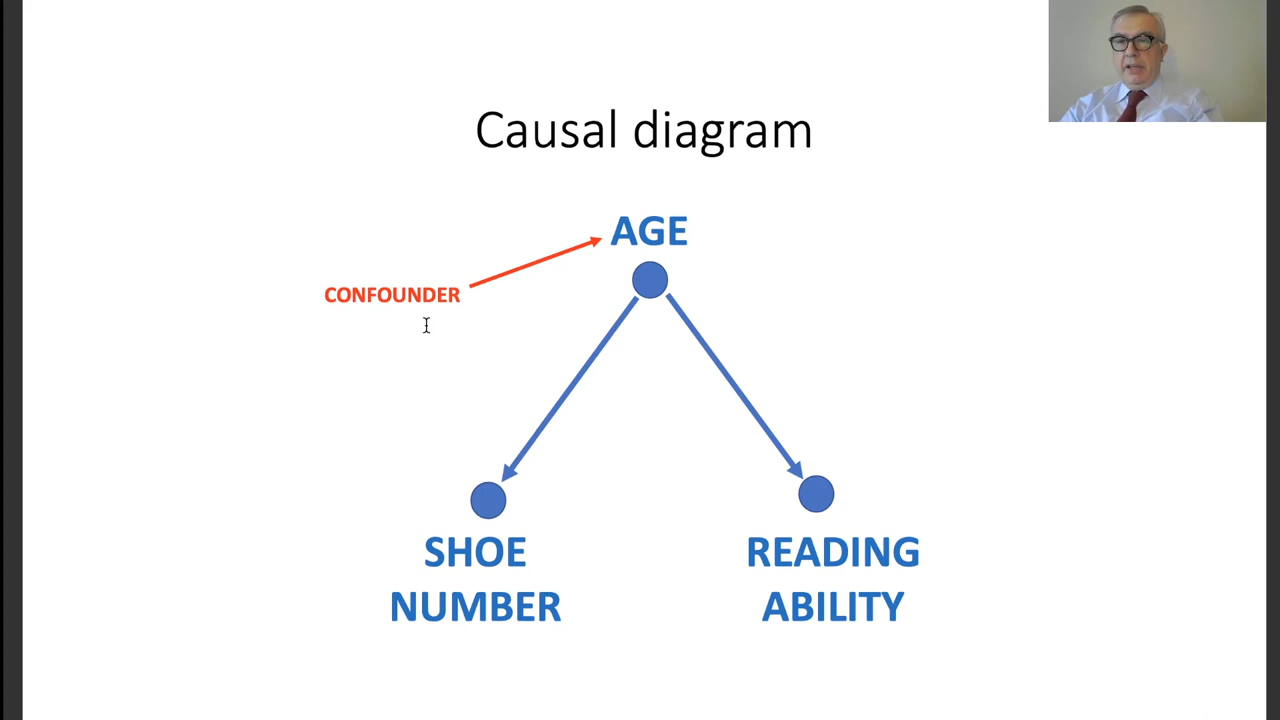 Causal diagram
AGE
CONFOUNDER
SHOE
NUMBER
READING
ABILITY